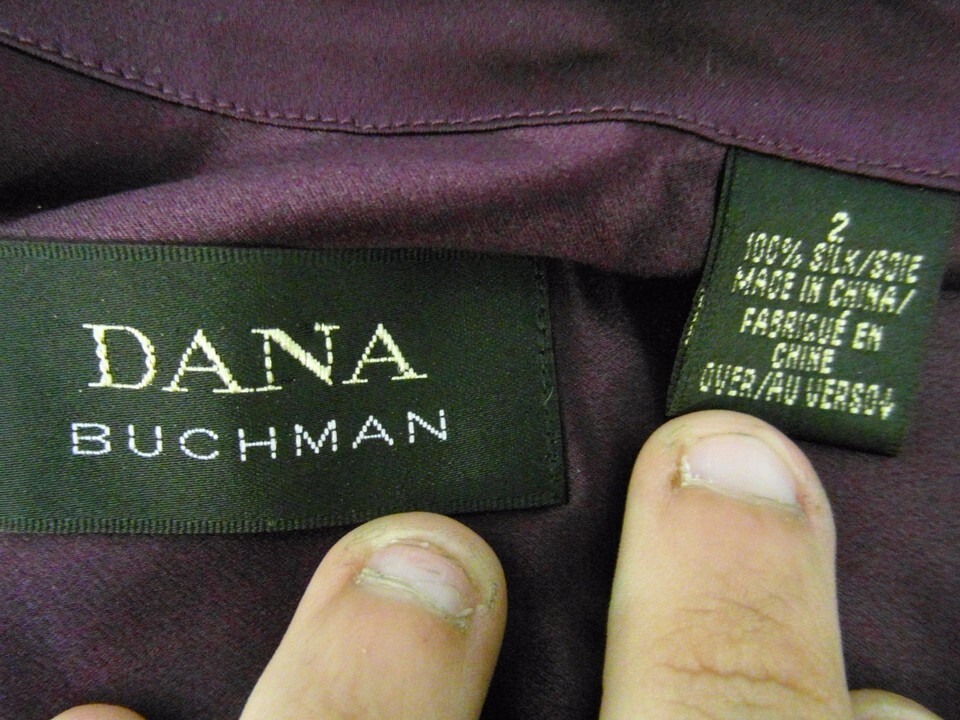 DANA
BUCHMAN
2
100% SILK/SOIE
MADE IN CHINA/
FABRIQUÉ EN
CHINE
OVER/AU VERSO↓